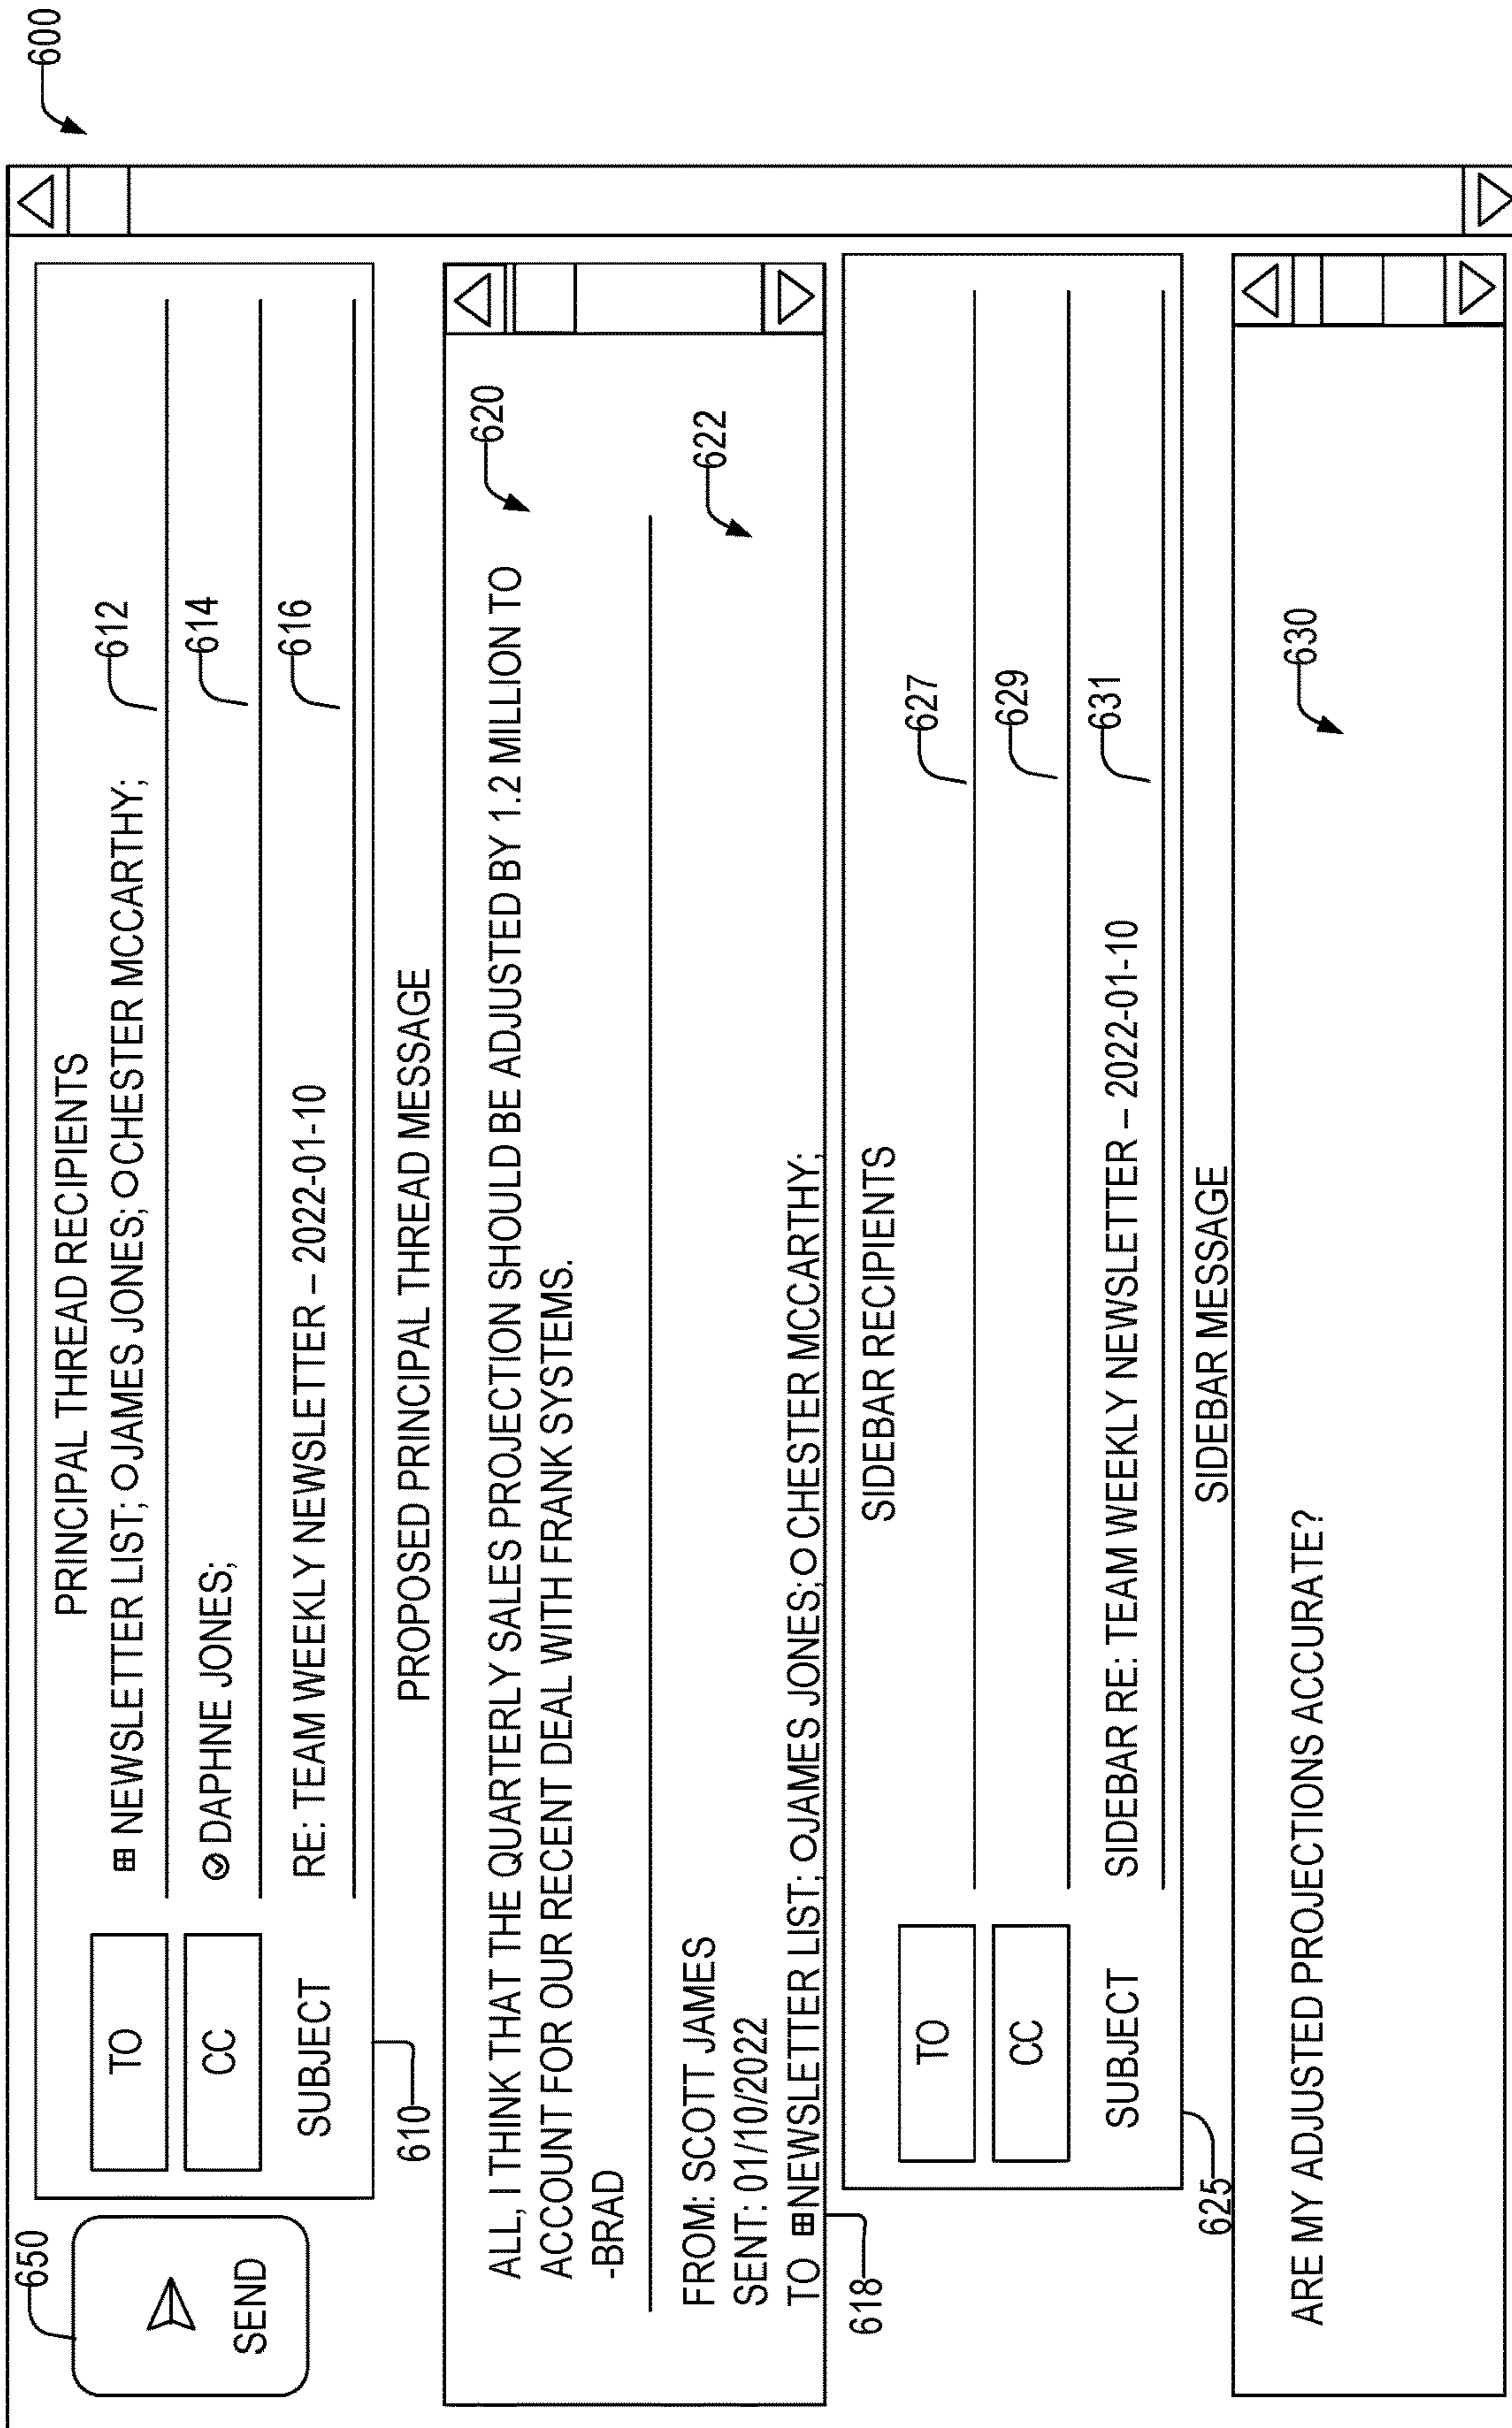 600
650
SEND
PRINCIPAL THREAD RECIPIENTS
TO ⊞ NEWSLETTER LIST; ○JAMES JONES; ○CHESTER MCCARTHY; 612
CC DAPHNE JONES; 614
SUBJECT RE: TEAM WEEKLY NEWSLETTER – 2022-01-10 616
610
PROPOSED PRINCIPAL THREAD MESSAGE
620
ALL, I THINK THAT THE QUARTERLY SALES PROJECTION SHOULD BE ADJUSTED BY 1.2 MILLION TO
ACCOUNT FOR OUR RECENT DEAL WITH FRANK SYSTEMS.
-BRAD
622
FROM: SCOTT JAMES
SENT: 01/10/2022
TO ⊞NEWSLETTER LIST; ○JAMES JONES;○ CHESTER MCCARTHY;
618
SIDEBAR RECIPIENTS
TO 627
CC 629
SUBJECT SIDEBAR RE: TEAM WEEKLY NEWSLETTER – 2022-01-10 631
625
SIDEBAR MESSAGE
ARE MY ADJUSTED PROJECTIONS ACCURATE? 630